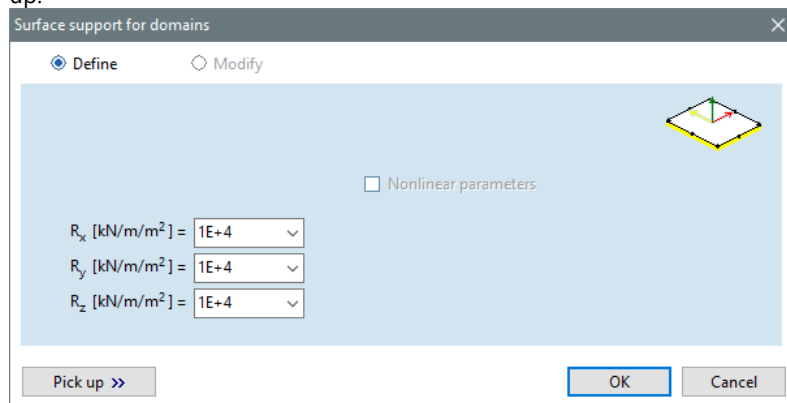 up.
Surface support for domains
Define Modify
Nonlinear parameters
Rx [kN/m/m²] = 1E+4
Ry [kN/m/m²] = 1E+4
Rz [kN/m/m²] = 1E+4
Pick up >> OK Cancel